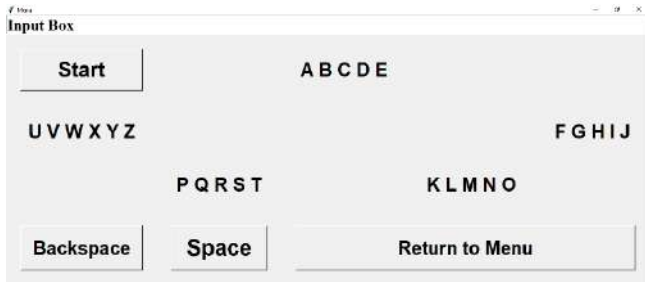 Input Box
Start
A B C D E
U V W X Y Z
F G H I J
P Q R S T
K L M N O
Backspace
Space
Return to Menu